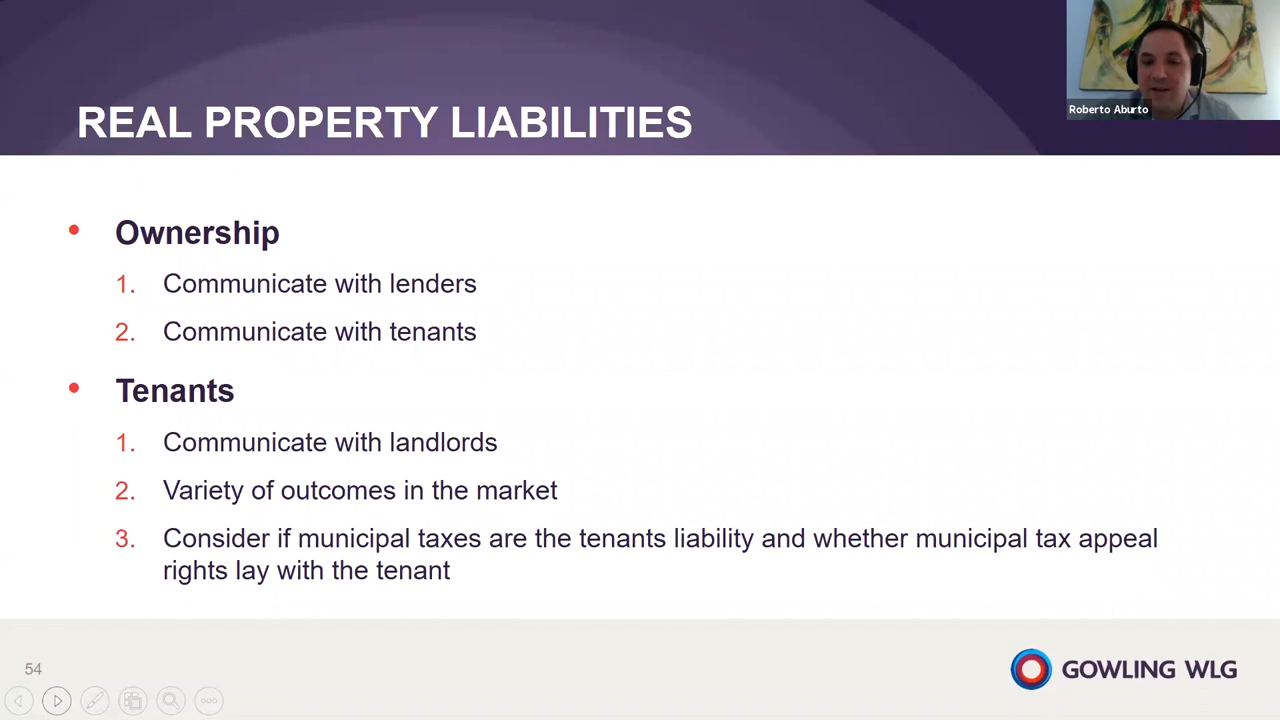 REAL PROPERTY LIABILITIES
Roberto Aburto
• Ownership
1. Communicate with lenders
2. Communicate with tenants
• Tenants
1. Communicate with landlords
2. Variety of outcomes in the market
3. Consider if municipal taxes are the tenants liability and whether municipal tax appeal
rights lay with the tenant
54
GOWLING WLG